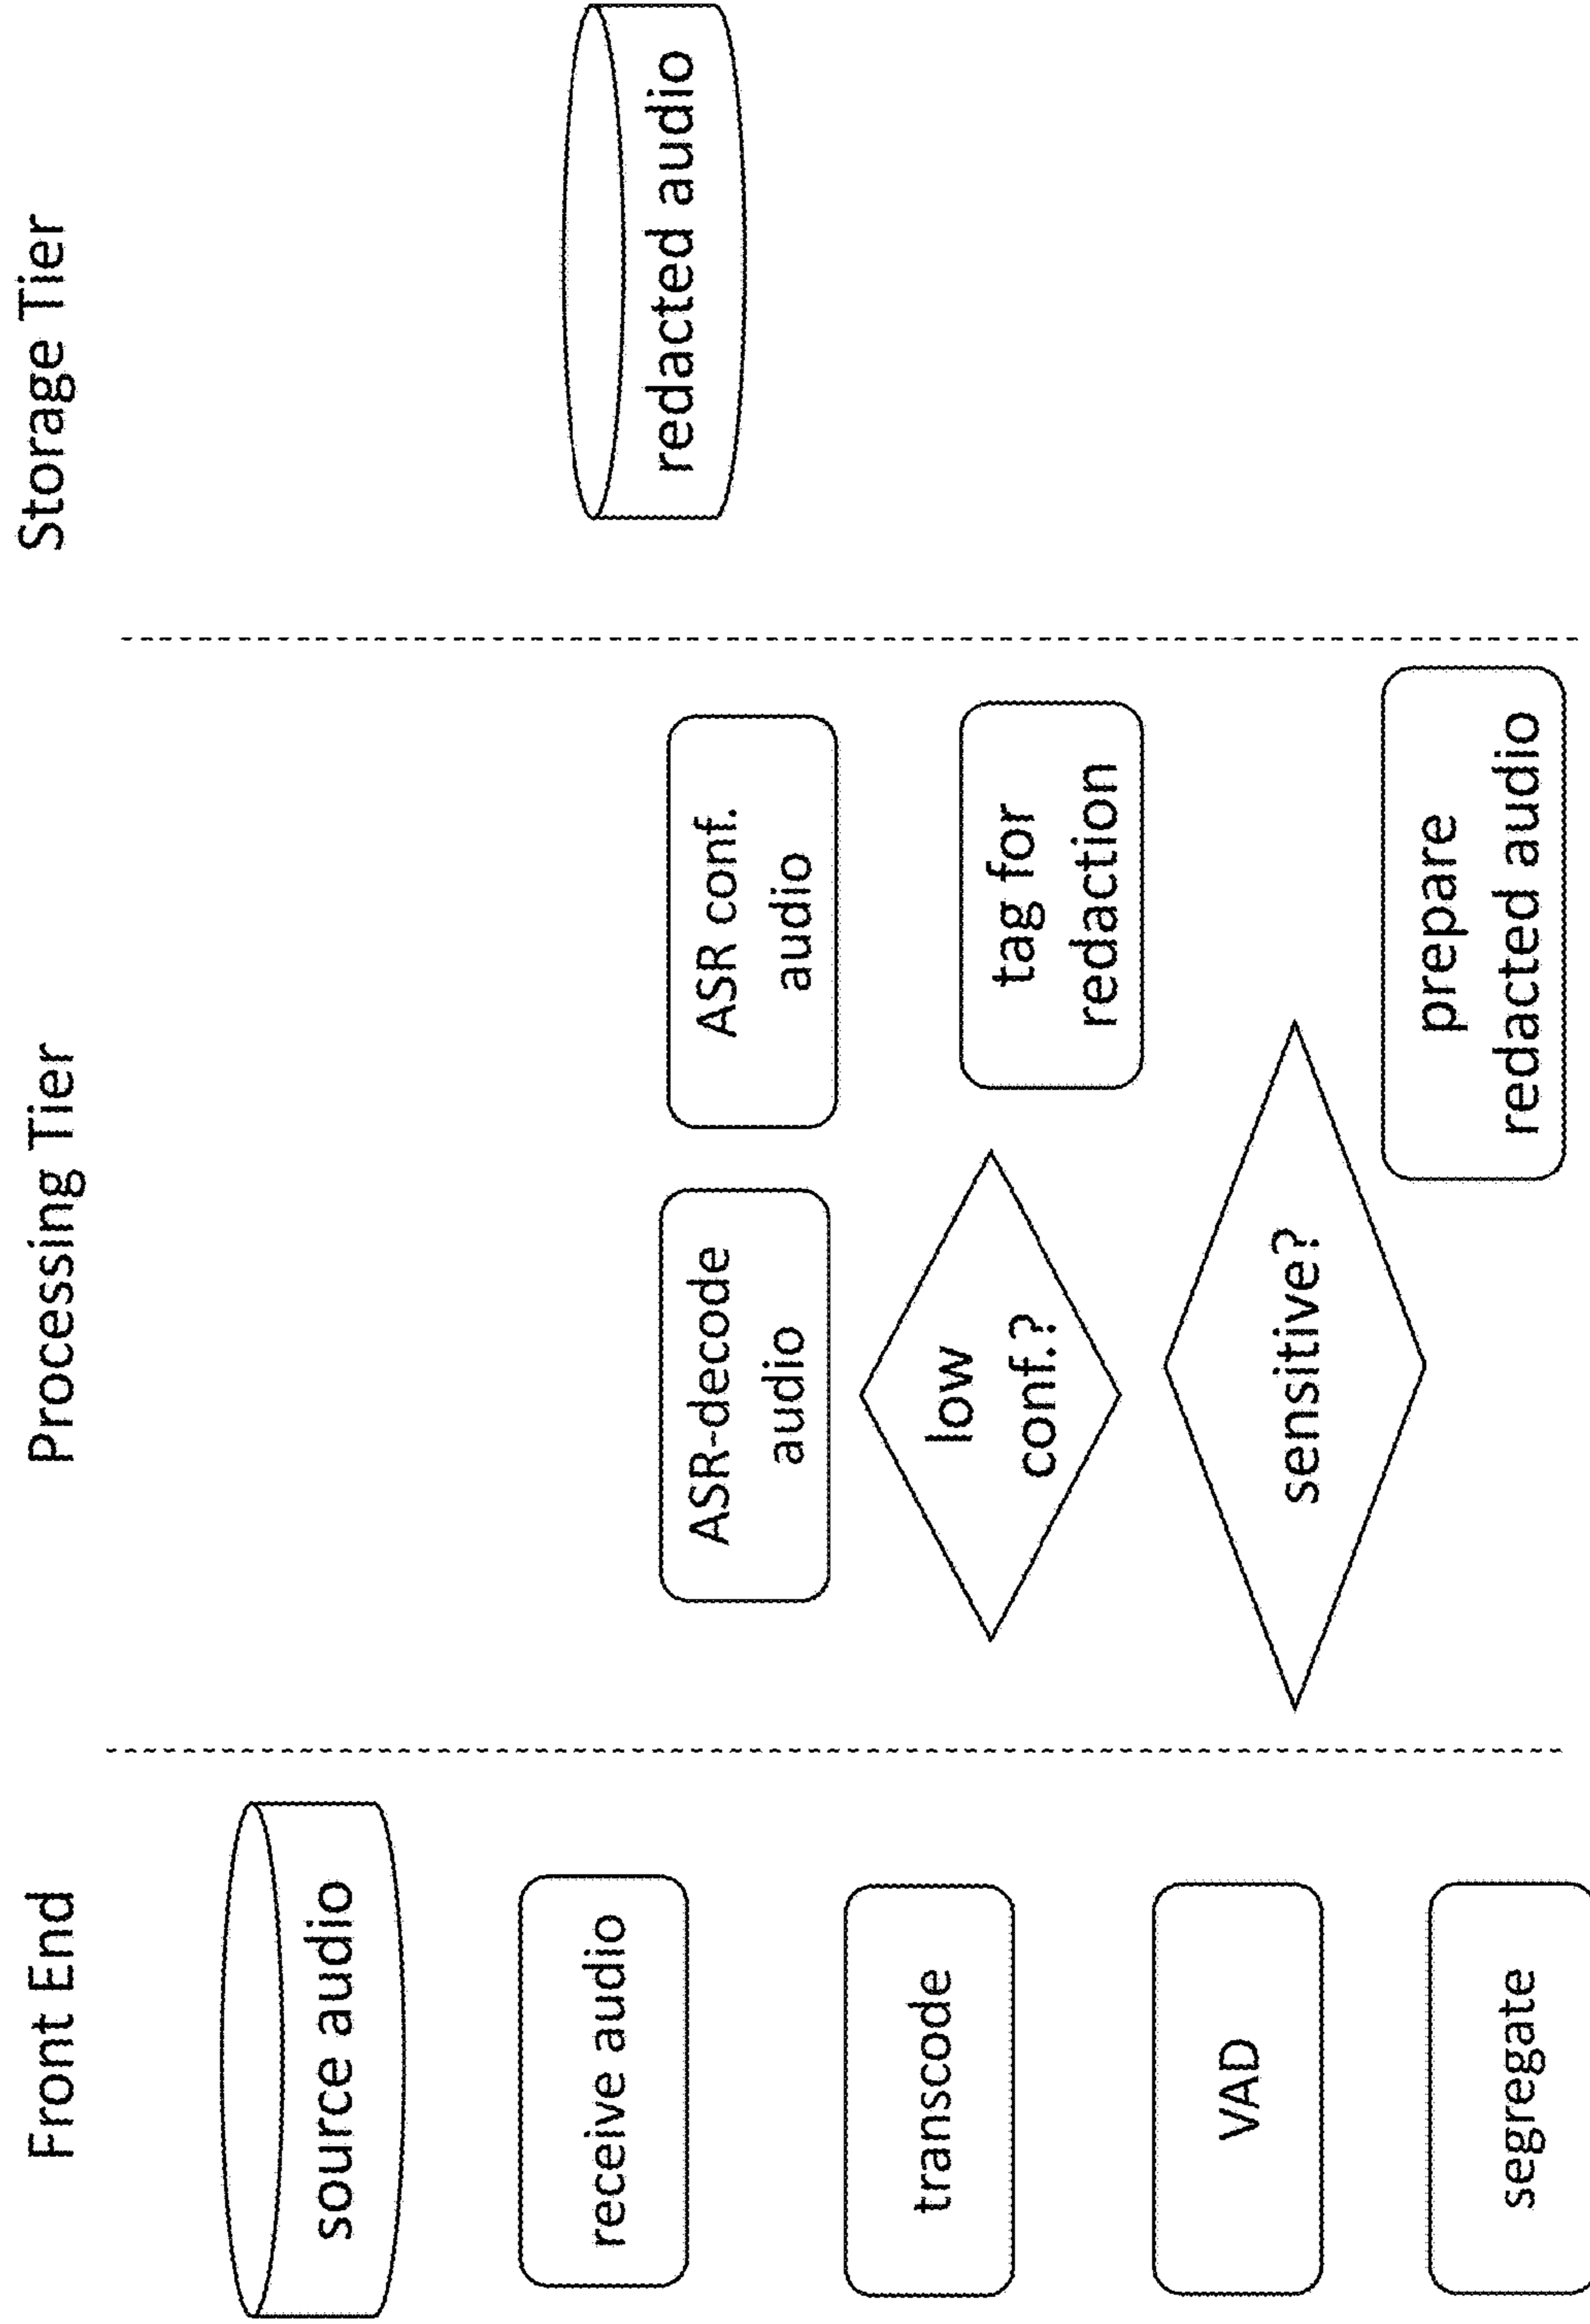 Front End
source audio
receive audio
transcode
VAD
segregate
Processing Tier
ASR-decode
audio
ASR conf.
audio
low
conf.?
tag for
redaction
sensitive?
prepare
redacted audio
Storage Tier
redacted audio